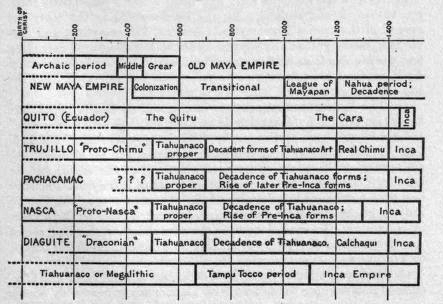 BIRTH OF CHRIST
200 400 600 800 1000 1200 1400
Archaic period Middle Great OLD MAYA EMPIRE
NEW MAYA EMPIRE Colonization Transitional League of Mayapan Nahua period; Decadence
QUITO (Ecuador) The Quitu The Cara Inca
TRUJILLO "Proto-Chimu" Tiahuanaco proper Decadent forms of Tiahuanaco Art Real Chimu Inca
PACHACAMAC ? ? ? Tiahuanaco proper Decadence of Tiahuanaco forms; Rise of later Pre-Inca forms Inca
NASCA "Proto-Nasca" Tiahuanaco proper Decadence of Tiahuanaco; Rise of Pre-Inca forms Inca
DIAGUITE "Draconian" Tiahuanaco Decadence of Tiahuanaco. Calchaqui Inca
Tiahuanaco or Megalithic Tampu Tocco period Inca Empire